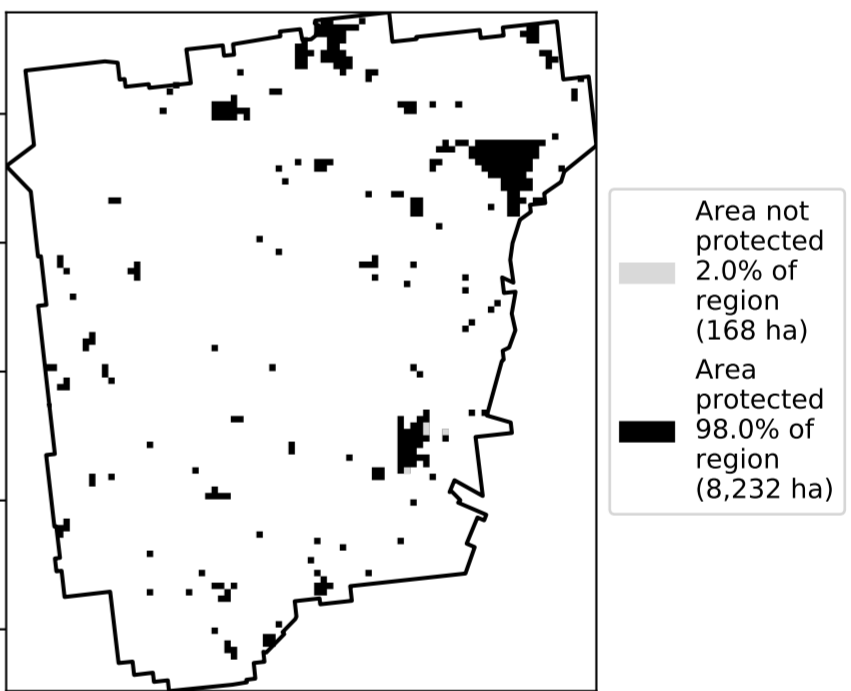 Area not
protected
2.0% of
region
(168 ha)
Area
protected
98.0% of
region
(8,232 ha)